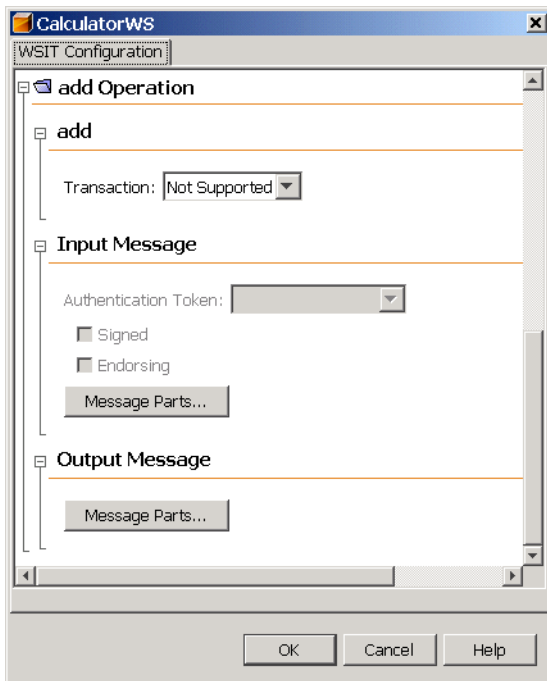 CalculatorWS
WSIT Configuration
add Operation
add
Transaction: Not Supported
Input Message
Authentication Token:
Signed
Endorsing
Message Parts...
Output Message
Message Parts...
OK Cancel Help